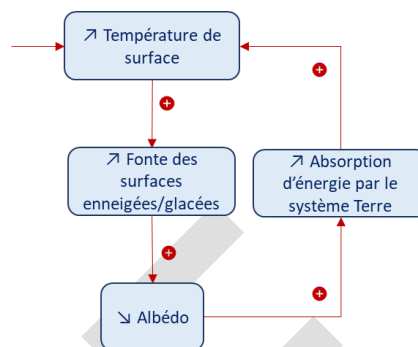 ↗ Température de
surface
+
+
↗ Fonte des
surfaces
enneigées/glacées
↗ Absorption
d’énergie par le
système Terre
+
+
↘ Albédo